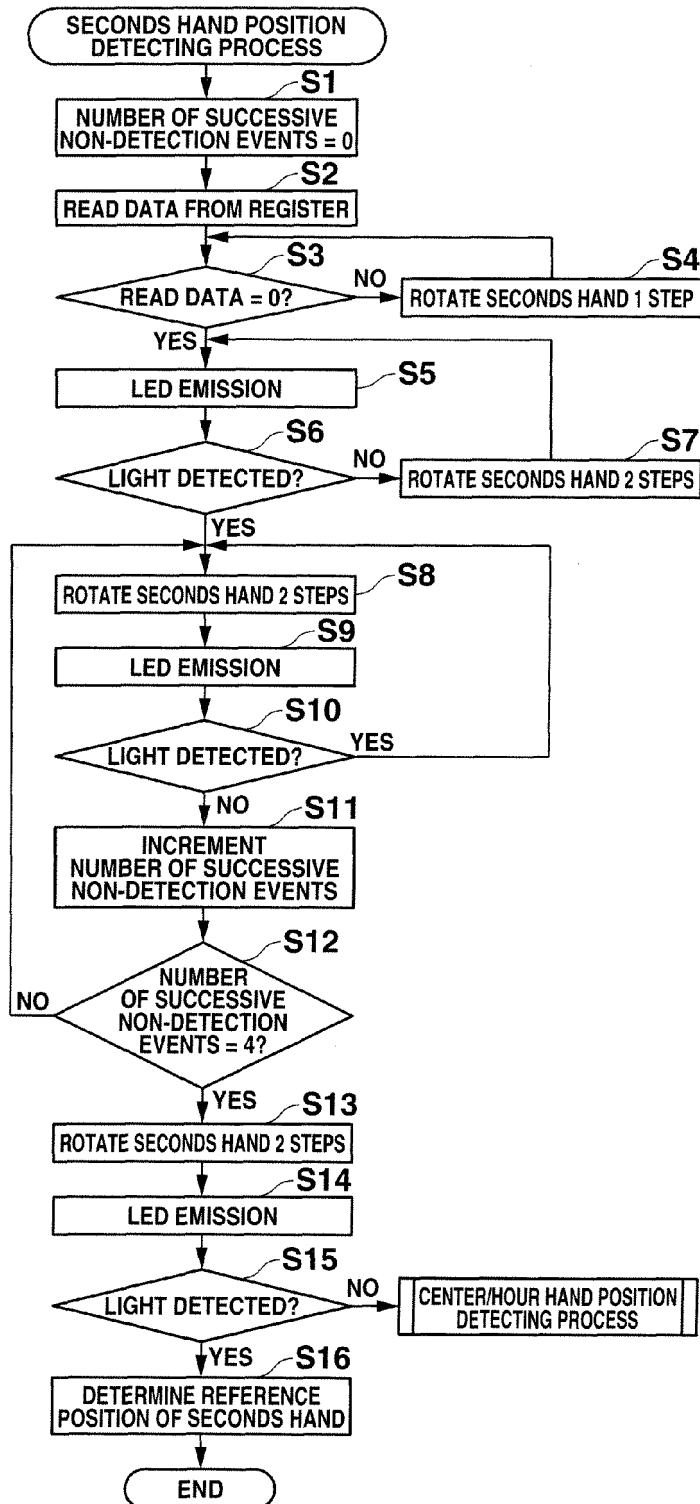 SECONDS HAND POSITION
DETECTING PROCESS
S1
NUMBER OF SUCCESSIVE
NON-DETECTION EVENTS = 0
S2
READ DATA FROM REGISTER
S3
READ DATA = 0?
NO
S4
ROTATE SECONDS HAND 1 STEP
YES
LED EMISSION
S5
S6
LIGHT DETECTED?
NO
S7
ROTATE SECONDS HAND 2 STEPS
YES
ROTATE SECONDS HAND 2 STEPS
S8
S9
LED EMISSION
S10
LIGHT DETECTED?
YES
NO
S11
INCREMENT
NUMBER OF SUCCESSIVE
NON-DETECTION EVENTS
S12
NUMBER
OF SUCCESSIVE
NON-DETECTION
EVENTS = 4?
NO
YES
S13
ROTATE SECONDS HAND 2 STEPS
S14
LED EMISSION
S15
LIGHT DETECTED?
NO
CENTER/HOUR HAND POSITION
DETECTING PROCESS
YES
S16
DETERMINE REFERENCE
POSITION OF SECONDS HAND
END